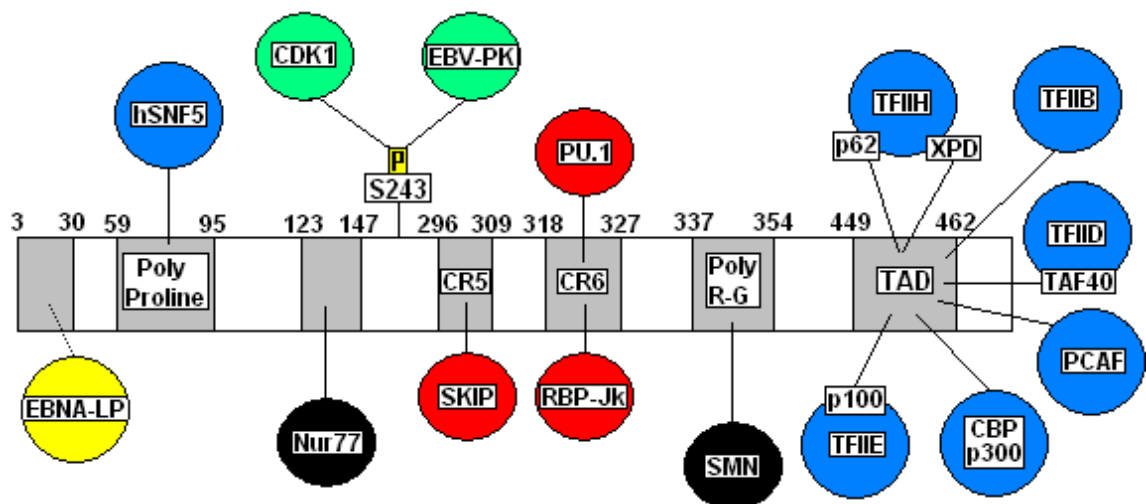 CDK1
EBV-PK
hSNF5
TFIIH
TFIIB
p62
XPD
PU.1
P
S243
3 30 59 95 123 147 296 309 318 327 337 354 449 462
TFIID
TAF40
Poly
Proline
CR5
CR6
Poly
R-G
TAD
PCAF
EBNA-LP
Nur77
SKIP
RBP-Jk
SMN
p100
TFIIE
CBP
p300